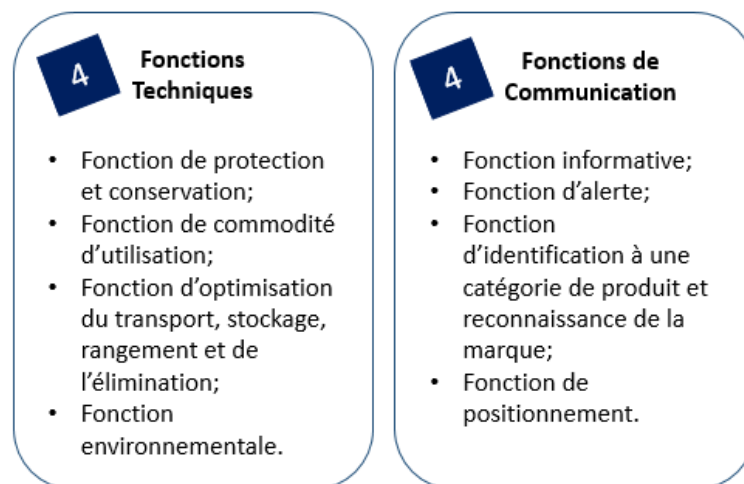 4
Fonctions
Techniques
• Fonction de protection
et conservation;
• Fonction de commodité
d’utilisation;
• Fonction d’optimisation
du transport, stockage,
rangement et de
l’élimination;
• Fonction
environnementale.
4
Fonctions de
Communication
• Fonction informative;
• Fonction d’alerte;
• Fonction
d’identification à une
catégorie de produit et
reconnaissance de la
marque;
• Fonction de
positionnement.